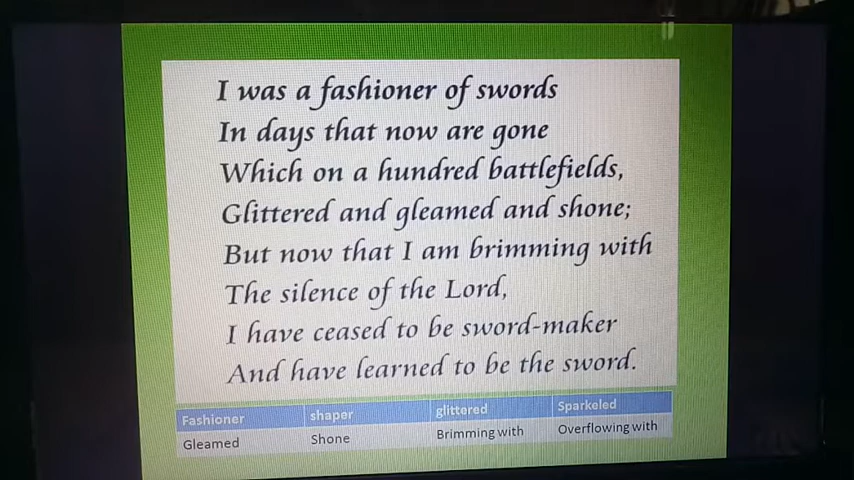 I was a fashioner of swords
In days that now are gone
Which on a hundred battlefields,
Glittered and gleamed and shone;
But now that I am brimming with
The silence of the Lord,
I have ceased to be sword-maker
And have learned to be the sword.
Fashioner shaper glittered Sparkeled
Gleamed Shone Brimming with Overflowing with